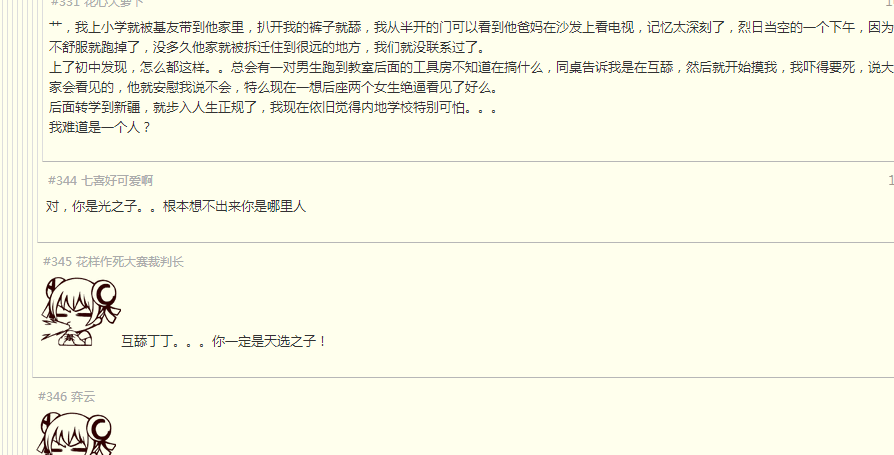 #331 花心大萝卜
艹，我上小学就被基友带到他家里，扒开我的裤子就舔，我从半开的门可以看到他爸妈在沙发上看电视，记忆太深刻了，烈日当空的一个下午，因为
不舒服就跑掉了，没多久他家就被拆迁住到很远的地方，我们就没联系过了。
上了初中发现，怎么都这样。。总会有一对男生跑到教室后面的工具房不知道在搞什么，同桌告诉我是在互舔，然后就开始摸我，我吓得要死，说大
家会看见的，他就安慰我说不会，特么现在一想后座两个女生绝逼看见了好么。
后面转学到新疆，就步入人生正规了，我现在依旧觉得内地学校特别可怕。。。
我难道是一个人？
#344 七喜好可爱啊
对，你是光之子。。根本想不出来你是哪里人
#345 花样作死大赛裁判长
互舔丁丁。。。你一定是天选之子！
#346 弈云